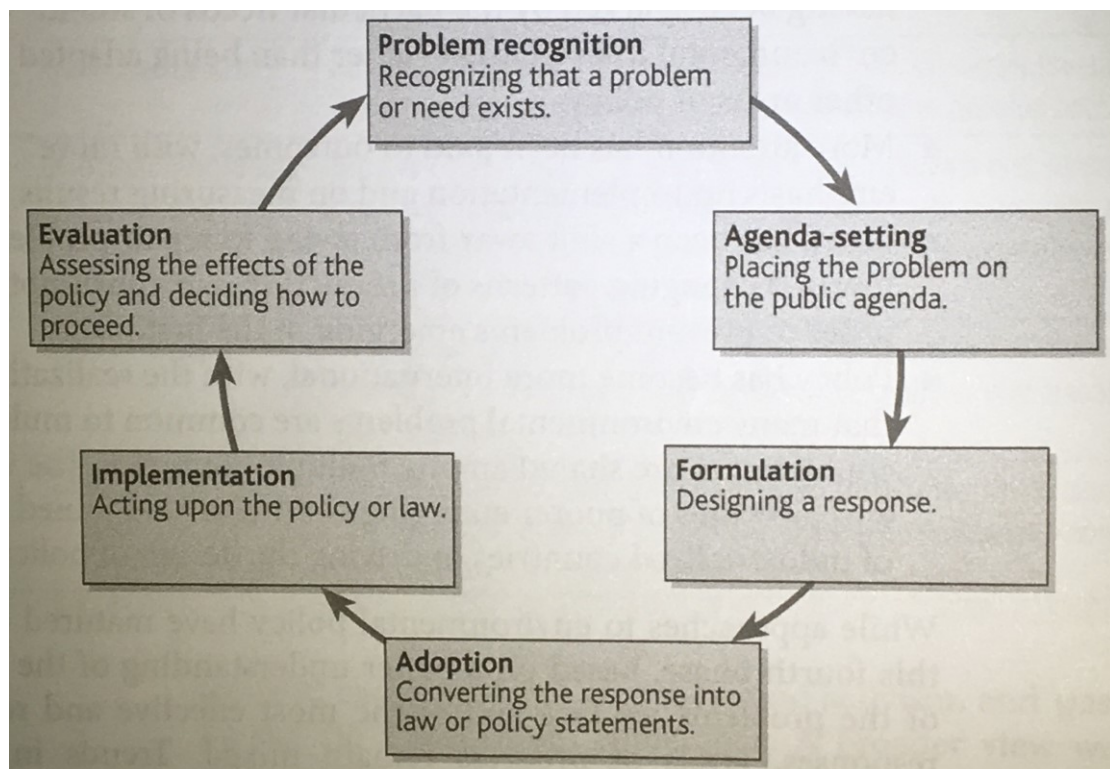 Problem recognition
Recognizing that a problem
or need exists.
Agenda-setting
Placing the problem on
the public agenda.
Formulation
Designing a response.
Adoption
Converting the response into
law or policy statements.
Implementation
Acting upon the policy or law.
Evaluation
Assessing the effects of the
policy and deciding how to
proceed.